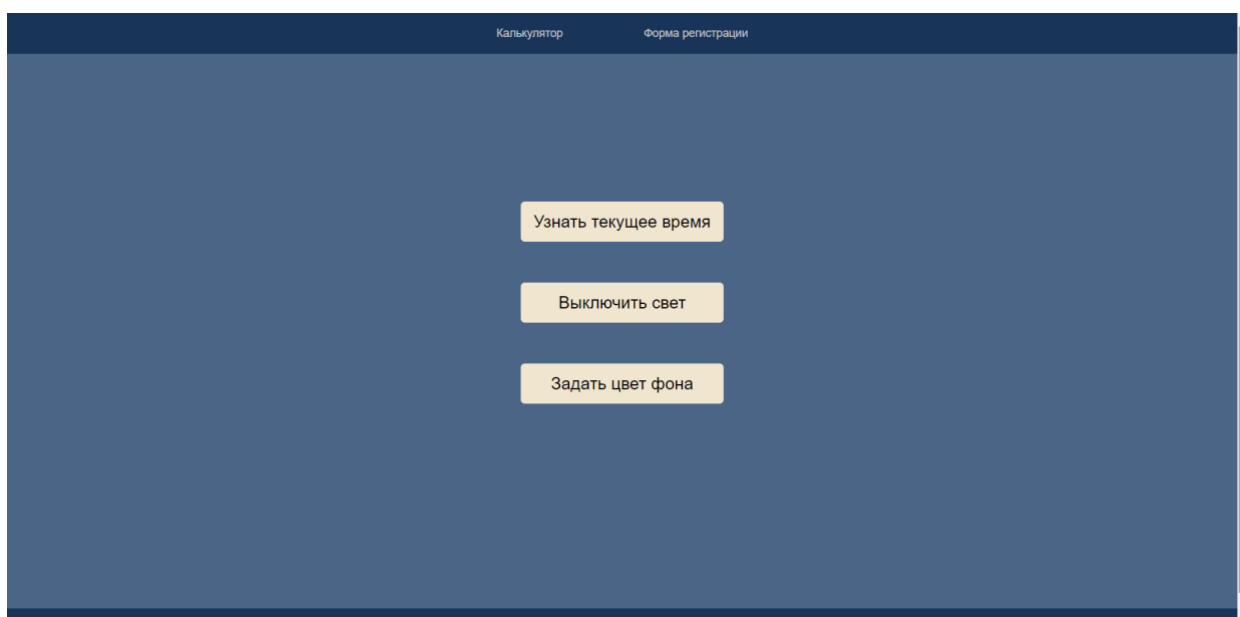 Калькулятор Форма регистрации
Узнать текущее время
Выключить свет
Задать цвет фона